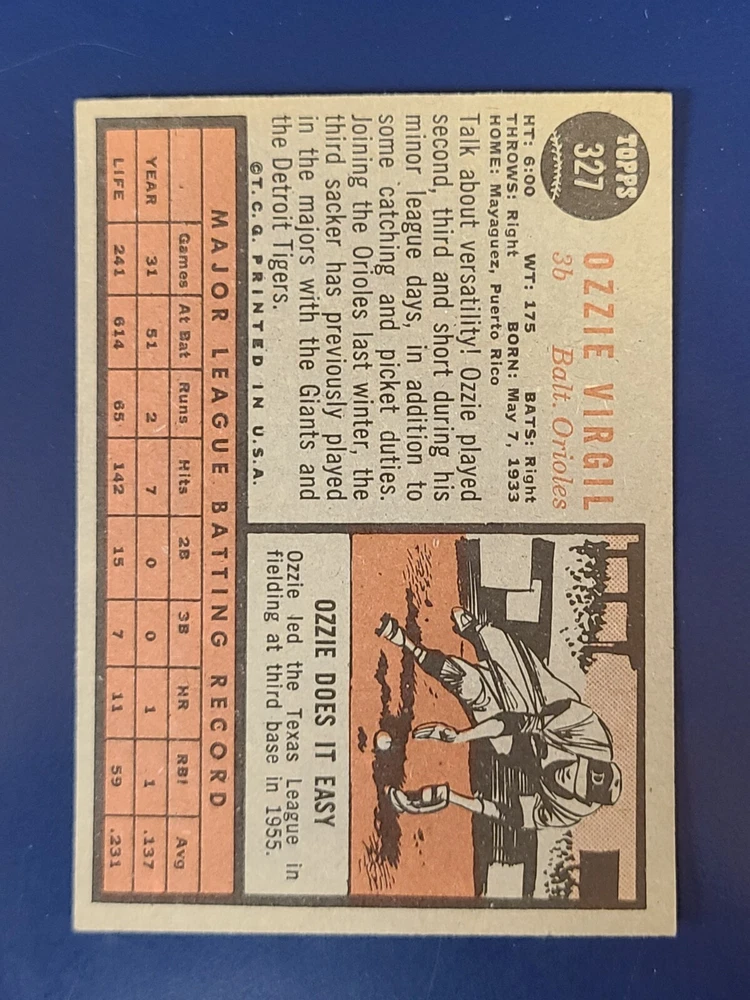 TOPPS
327
OZZIE VIRGIL
3b Balt. Orioles
HT: 6:00 WT: 175 BATS: Right
THROWS: Right BORN: May 7, 1933
HOME: Mayaguez, Puerto Rico
Talk about versatility! Ozzie played
second, third and short during his
minor league days, in addition to
some catching and picket duties.
Joining the Orioles last winter, the
third sacker has previously played
in the majors with the Giants and
the Detroit Tigers.
©T.C.G. PRINTED IN U.S.A.
D
OZZIE DOES IT EASY
Ozzie led the Texas League in
fielding at third base in 1955.
MAJOR LEAGUE BATTING RECORD
Games At Bat Runs Hits 2B 3B HR RBI Avg
YEAR 31 51 2 7 0 0 1 1 .137
LIFE 241 614 65 142 15 7 11 59 .231